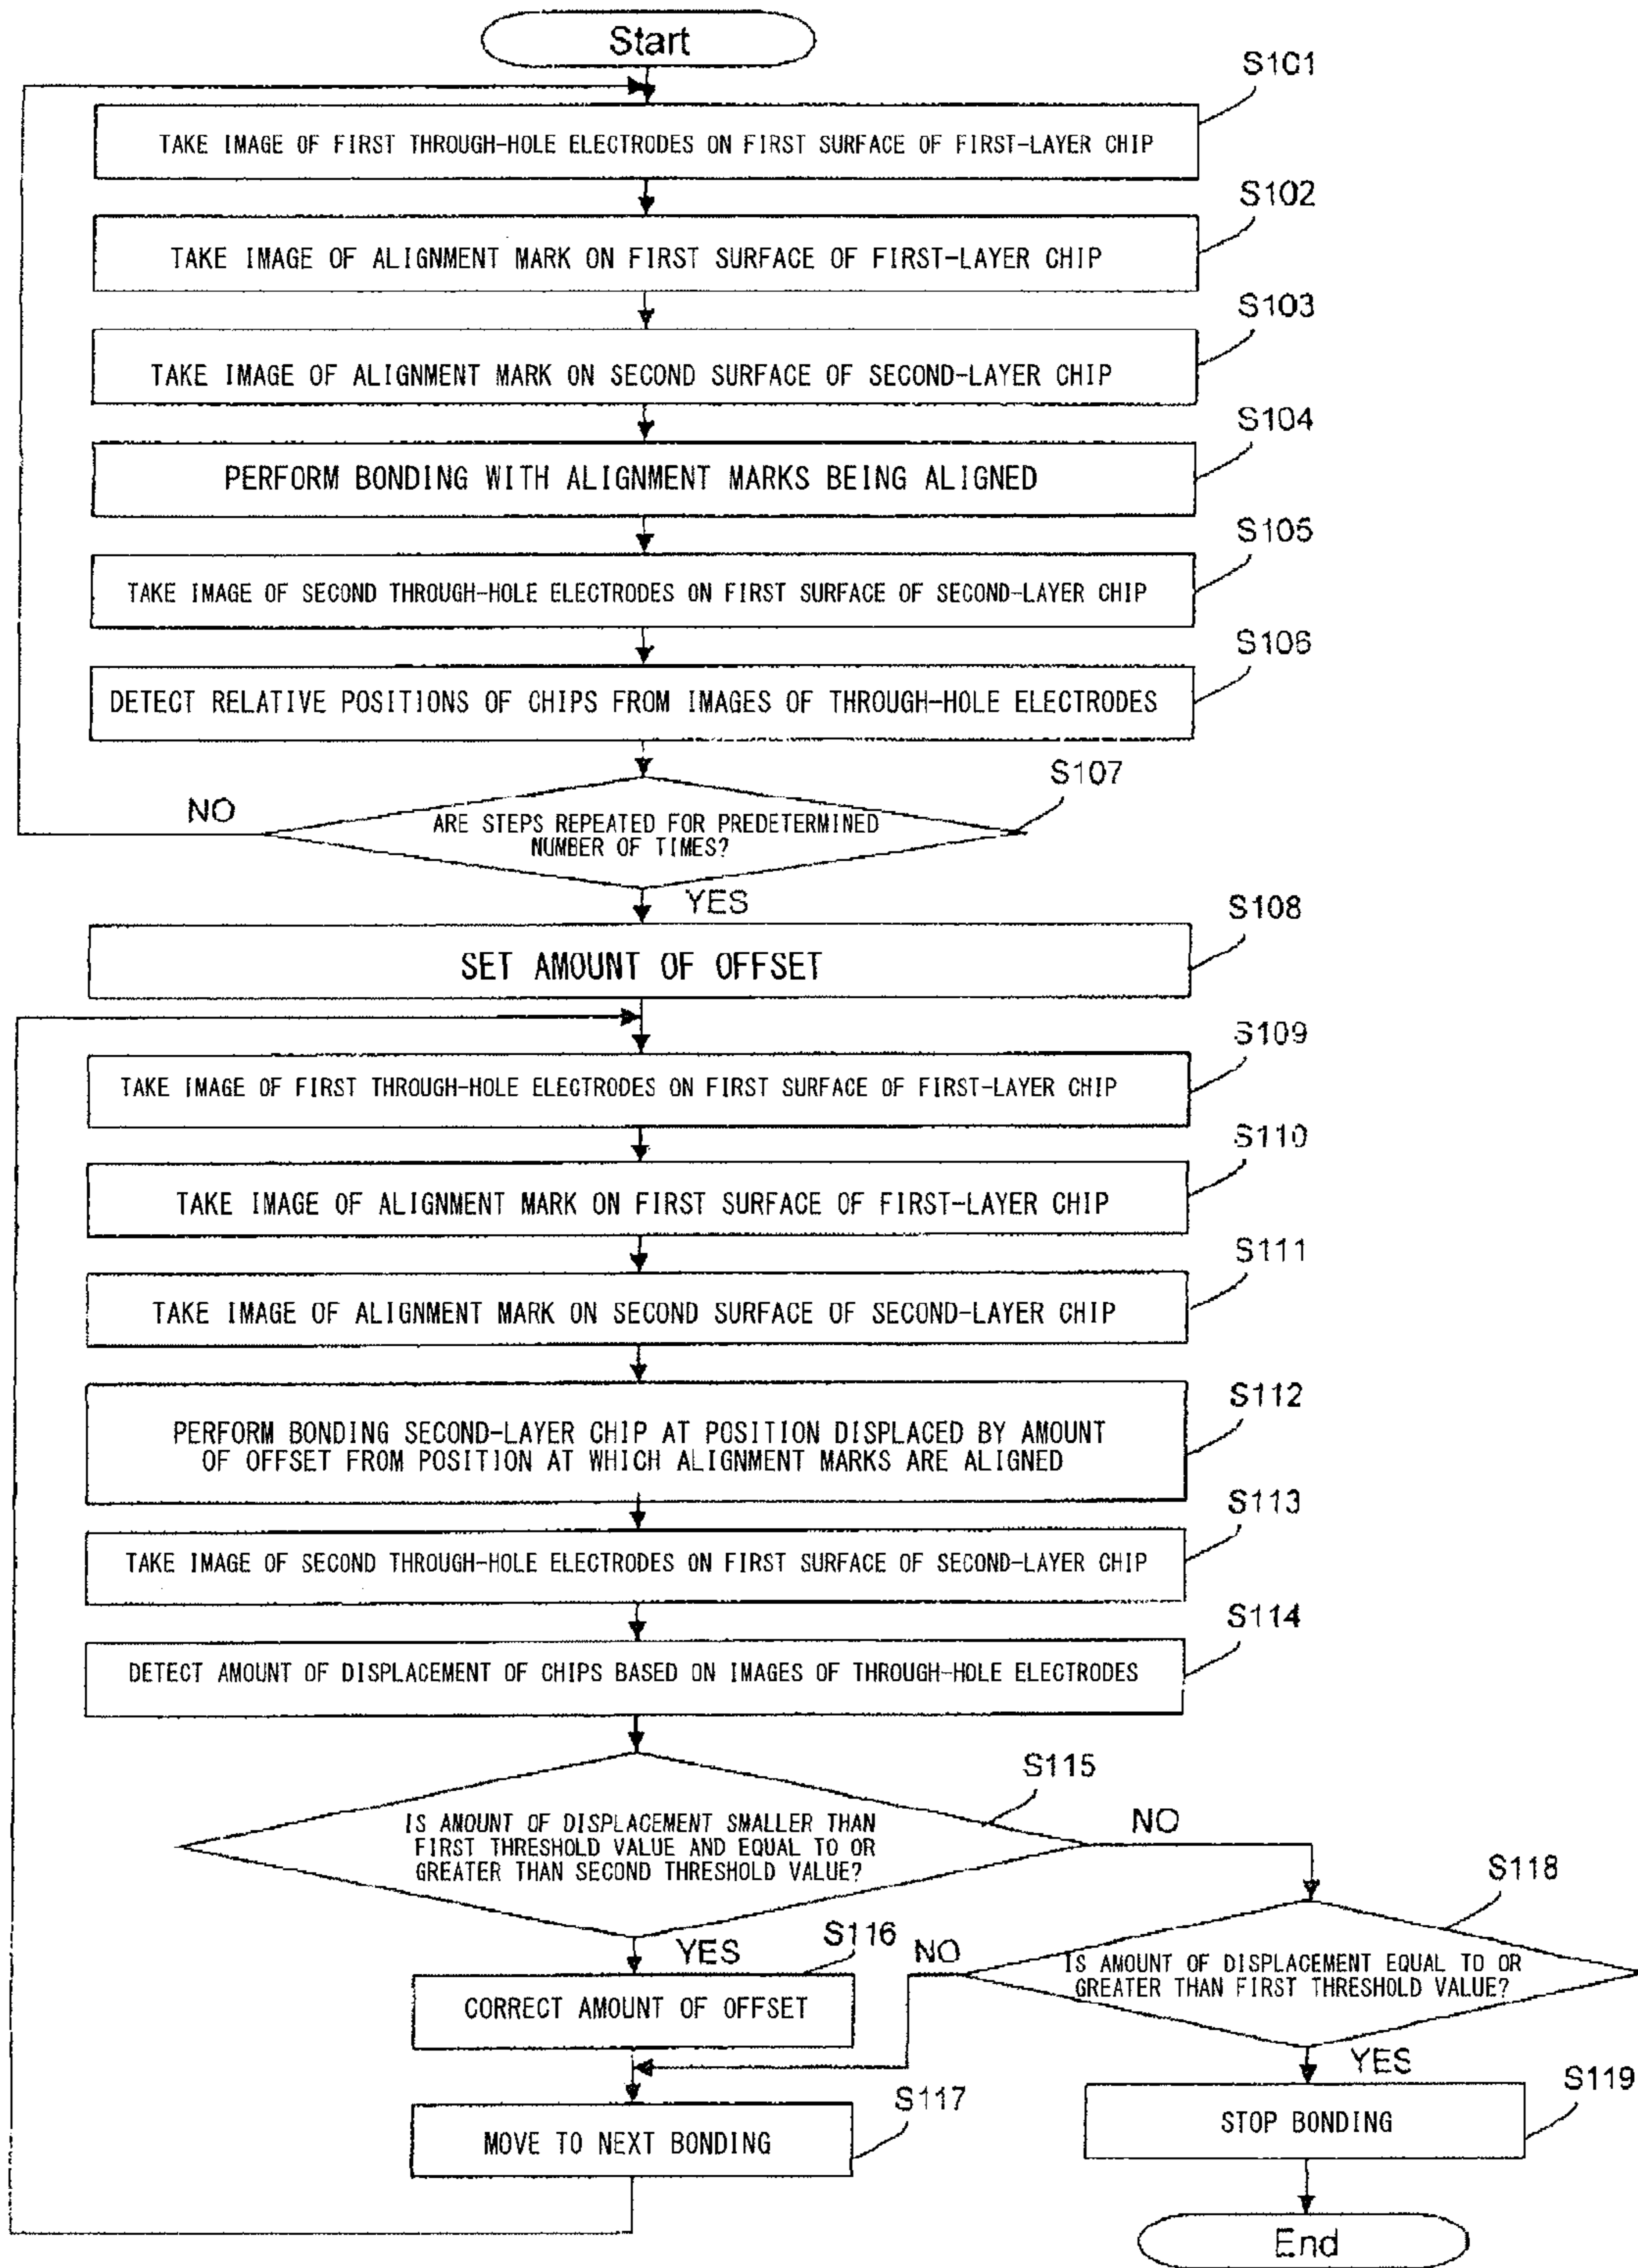 Start
S101
TAKE IMAGE OF FIRST THROUGH-HOLE ELECTRODES ON FIRST SURFACE OF FIRST-LAYER CHIP
S102
TAKE IMAGE OF ALIGNMENT MARK ON FIRST SURFACE OF FIRST-LAYER CHIP
S103
TAKE IMAGE OF ALIGNMENT MARK ON SECOND SURFACE OF SECOND-LAYER CHIP
S104
PERFORM BONDING WITH ALIGNMENT MARKS BEING ALIGNED
S105
TAKE IMAGE OF SECOND THROUGH-HOLE ELECTRODES ON FIRST SURFACE OF SECOND-LAYER CHIP
S106
DETECT RELATIVE POSITIONS OF CHIPS FROM IMAGES OF THROUGH-HOLE ELECTRODES
S107
NO
ARE STEPS REPEATED FOR PREDETERMINED
NUMBER OF TIMES?
YES
S108
SET AMOUNT OF OFFSET
S109
TAKE IMAGE OF FIRST THROUGH-HOLE ELECTRODES ON FIRST SURFACE OF FIRST-LAYER CHIP
S110
TAKE IMAGE OF ALIGNMENT MARK ON FIRST SURFACE OF FIRST-LAYER CHIP
S111
TAKE IMAGE OF ALIGNMENT MARK ON SECOND SURFACE OF SECOND-LAYER CHIP
S112
PERFORM BONDING SECOND-LAYER CHIP AT POSITION DISPLACED BY AMOUNT
OF OFFSET FROM POSITION AT WHICH ALIGNMENT MARKS ARE ALIGNED
S113
TAKE IMAGE OF SECOND THROUGH-HOLE ELECTRODES ON FIRST SURFACE OF SECOND-LAYER CHIP
S114
DETECT AMOUNT OF DISPLACEMENT OF CHIPS BASED ON IMAGES OF THROUGH-HOLE ELECTRODES
S115
IS AMOUNT OF DISPLACEMENT SMALLER THAN
FIRST THRESHOLD VALUE AND EQUAL TO OR
GREATER THAN SECOND THRESHOLD VALUE?
NO
S118
S116
YES
NO
IS AMOUNT OF DISPLACEMENT EQUAL TO OR
GREATER THAN FIRST THRESHOLD VALUE?
CORRECT AMOUNT OF OFFSET
YES
S117
S119
MOVE TO NEXT BONDING
STOP BONDING
End